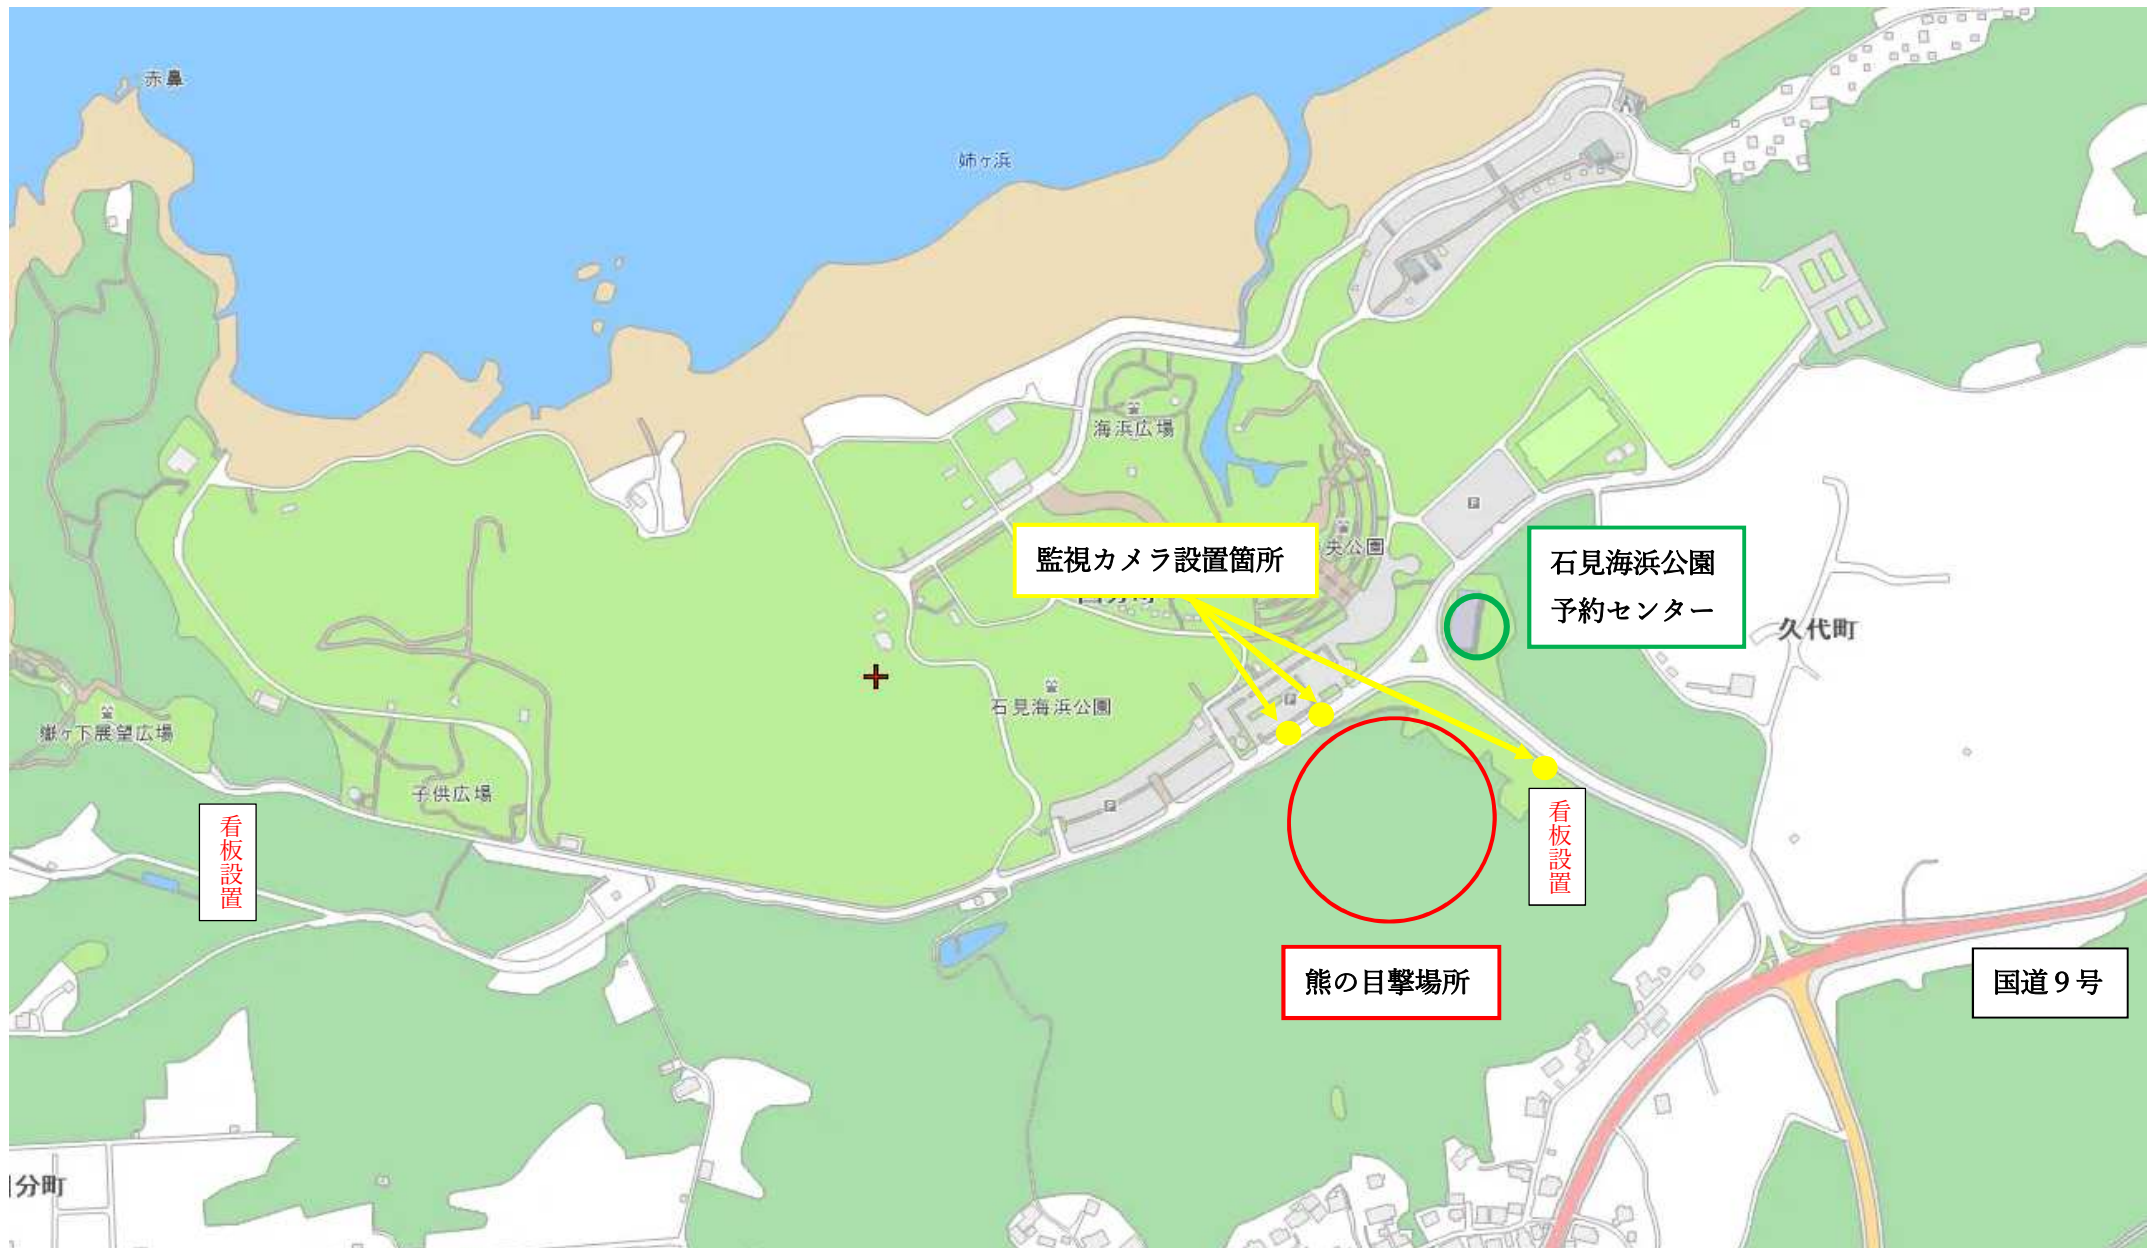 赤鼻
姉ヶ浜
海浜広場
監視カメラ設置箇所
央公園
石見海浜公園
予約センター
久代町
石見海浜公園
嶽ヶ下展望広場
子供広場
看板設置
看板設置
熊の目撃場所
国道９号
分町
P
P
P